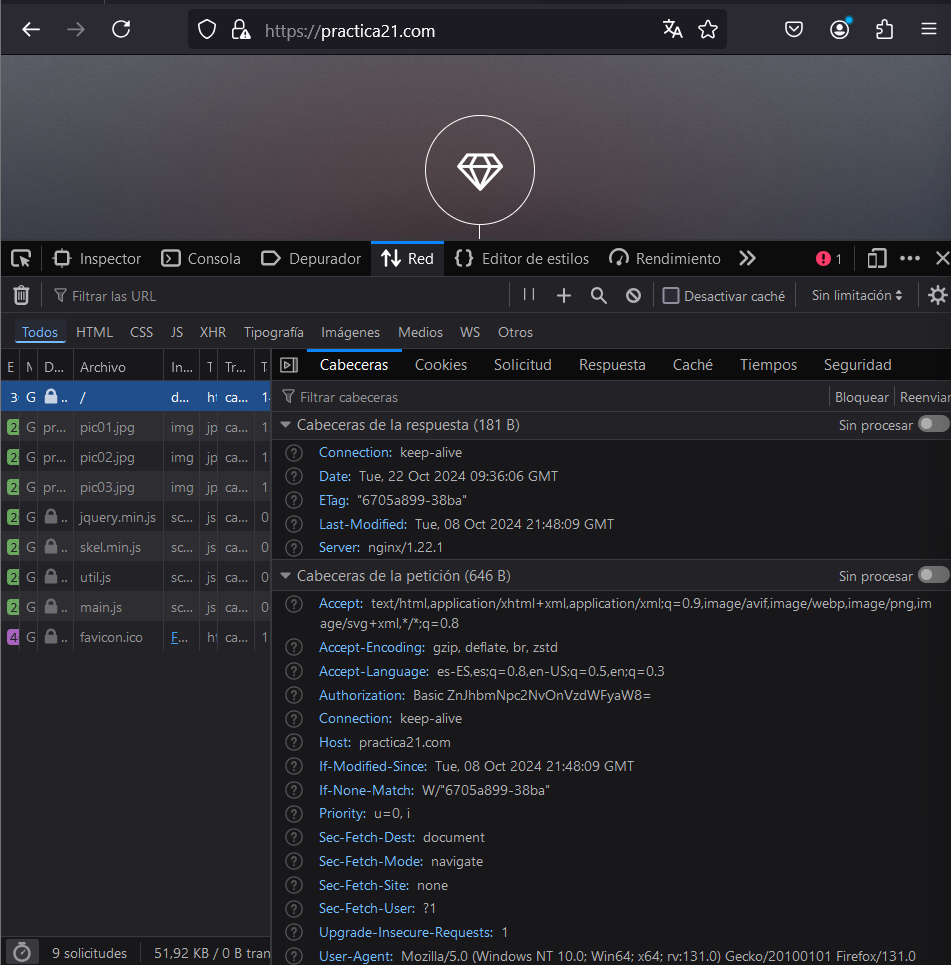 https://practica21.com
Inspector Consola Depurador Red Editor de estilos Rendimiento 1
Filtrar las URL Desactivar caché Sin limitación
Todos HTML CSS JS XHR Tipografía Imágenes Medios WS Otros
E M D... Archivo In... T Tr... T
Cabeceras Cookies Solicitud Respuesta Caché Tiempos Seguridad
G .. / d... ca...
Filtrar cabeceras Bloquear Reenviar
2 G pr... pic01.jpg img jp ca... 1
2 G pr... pic02.jpg img jp ca... 1
2 G pr... pic03.jpg img jp ca... 1
2 G .. jquery.min.js sc... js ca... 0
2 G .. skel.min.js sc... js ca... 0
2 G .. util.js sc... js ca... 0
2 G .. main.js sc... js ca... 0
4 G .. favicon.ico F... ht ca... 1
Cabeceras de la respuesta (181 B) Sin procesar
Connection: keep-alive
Date: Tue, 22 Oct 2024 09:36:06 GMT
ETag: "6705a899-38ba"
Last-Modified: Tue, 08 Oct 2024 21:48:09 GMT
Server: nginx/1.22.1
Cabeceras de la petición (646 B) Sin procesar
Accept: text/html,application/xhtml+xml,application/xml;q=0.9,image/avif,image/webp,image/png,im
age/svg+xml,*/*;q=0.8
Accept-Encoding: gzip, deflate, br, zstd
Accept-Language: es-ES,es;q=0.8,en-US;q=0.5,en;q=0.3
Authorization: Basic ZnJhbmNpc2NvOnVzdWFyaW8=
Connection: keep-alive
Host: practica21.com
If-Modified-Since: Tue, 08 Oct 2024 21:48:09 GMT
If-None-Match: W/"6705a899-38ba"
Priority: u=0, i
Sec-Fetch-Dest: document
Sec-Fetch-Mode: navigate
Sec-Fetch-Site: none
Sec-Fetch-User: ?1
Upgrade-Insecure-Requests: 1
User-Agent: Mozilla/5.0 (Windows NT 10.0; Win64; x64; rv:131.0) Gecko/20100101 Firefox/131.0
9 solicitudes 51,92 KB / 0 B tran